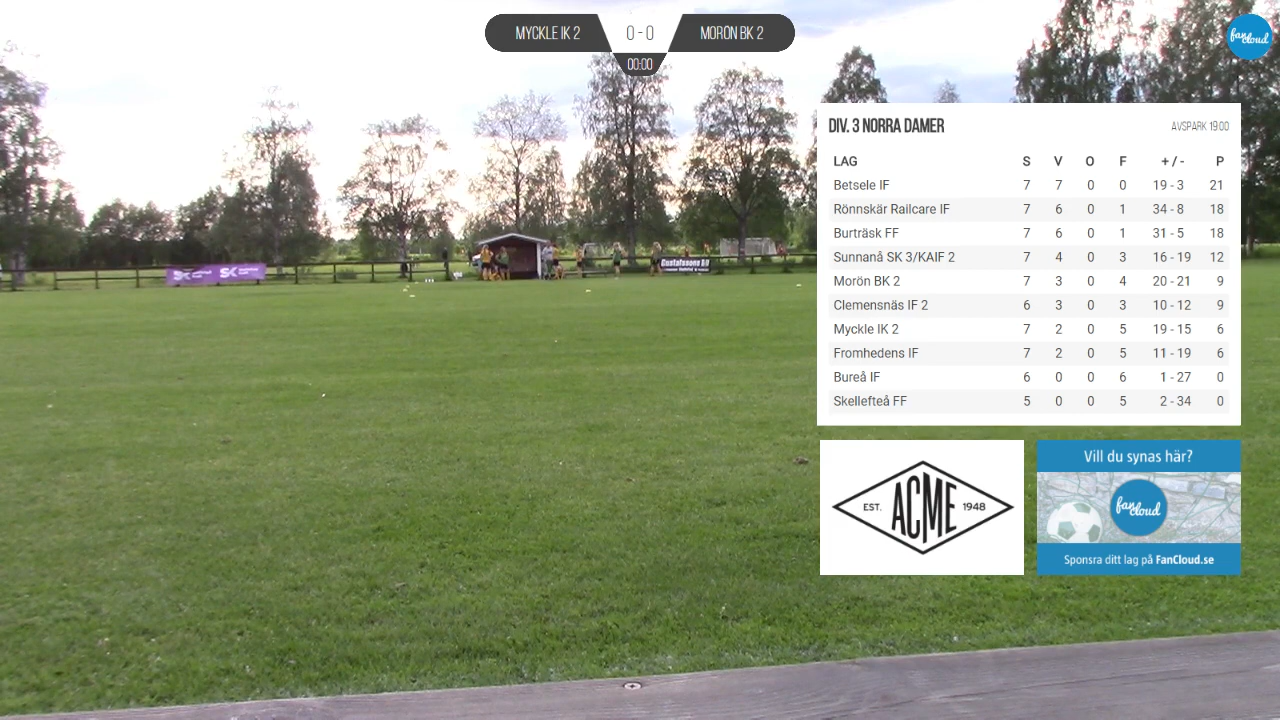 MYCKLE IK 2 0 - 0 MORÖN BK 2
00:00
fancloud
DIV. 3 NORRA DAMER AVSPARK 19:00
LAG S V O F + / - P
Betsele IF 7 7 0 0 19 - 3 21
Rönnskär Railcare IF 7 6 0 1 34 - 8 18
Burträsk FF 7 6 0 1 31 - 5 18
Sunnanå SK 3/KAIF 2 7 4 0 3 16 - 19 12
Morön BK 2 7 3 0 4 20 - 21 9
Clemensnäs IF 2 6 3 0 3 10 - 12 9
Myckle IK 2 7 2 0 5 19 - 15 6
Fromhedens IF 7 2 0 5 11 - 19 6
Bureå IF 6 0 0 6 1 - 27 0
Skellefteå FF 5 0 0 5 2 - 34 0
SK SK
Gustafssons
EST. ACME 1948
Vill du synas här?
fancloud
Sponsra ditt lag på FanCloud.se